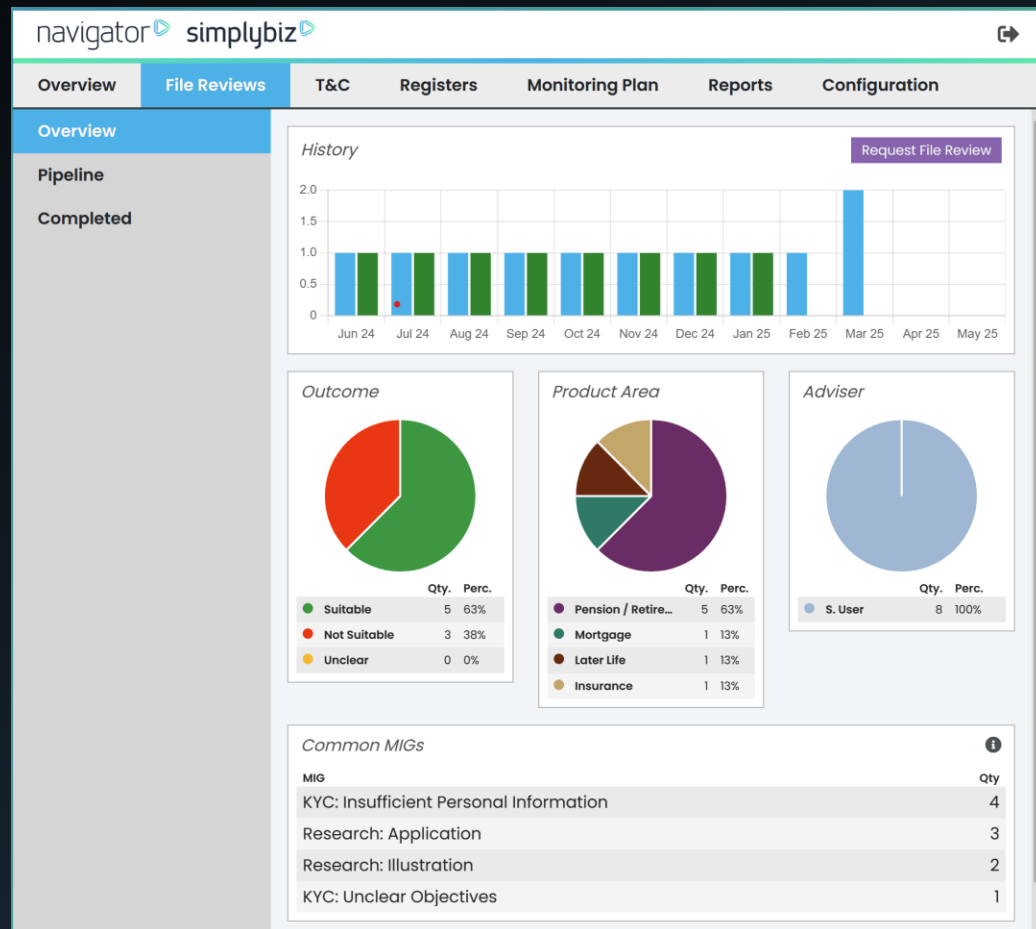 navigator simplybiz
Overview File Reviews T&C Registers Monitoring Plan Reports Configuration
Overview
Pipeline
Completed
History
Request File Review
2.0
1.5
1.0
0.5
0
Jun 24 Jul 24 Aug 24 Sep 24 Oct 24 Nov 24 Dec 24 Jan 25 Feb 25 Mar 25 Apr 25 May 25
Outcome
Qty. Perc.
Suitable 5 63%
Not Suitable 3 38%
Unclear 0 0%
Product Area
Qty. Perc.
Pension / Retire... 5 63%
Mortgage 1 13%
Later Life 1 13%
Insurance 1 13%
Adviser
Qty. Perc.
S. User 8 100%
Common MIGs
MIG Qty
KYC: Insufficient Personal Information 4
Research: Application 3
Research: Illustration 2
KYC: Unclear Objectives 1